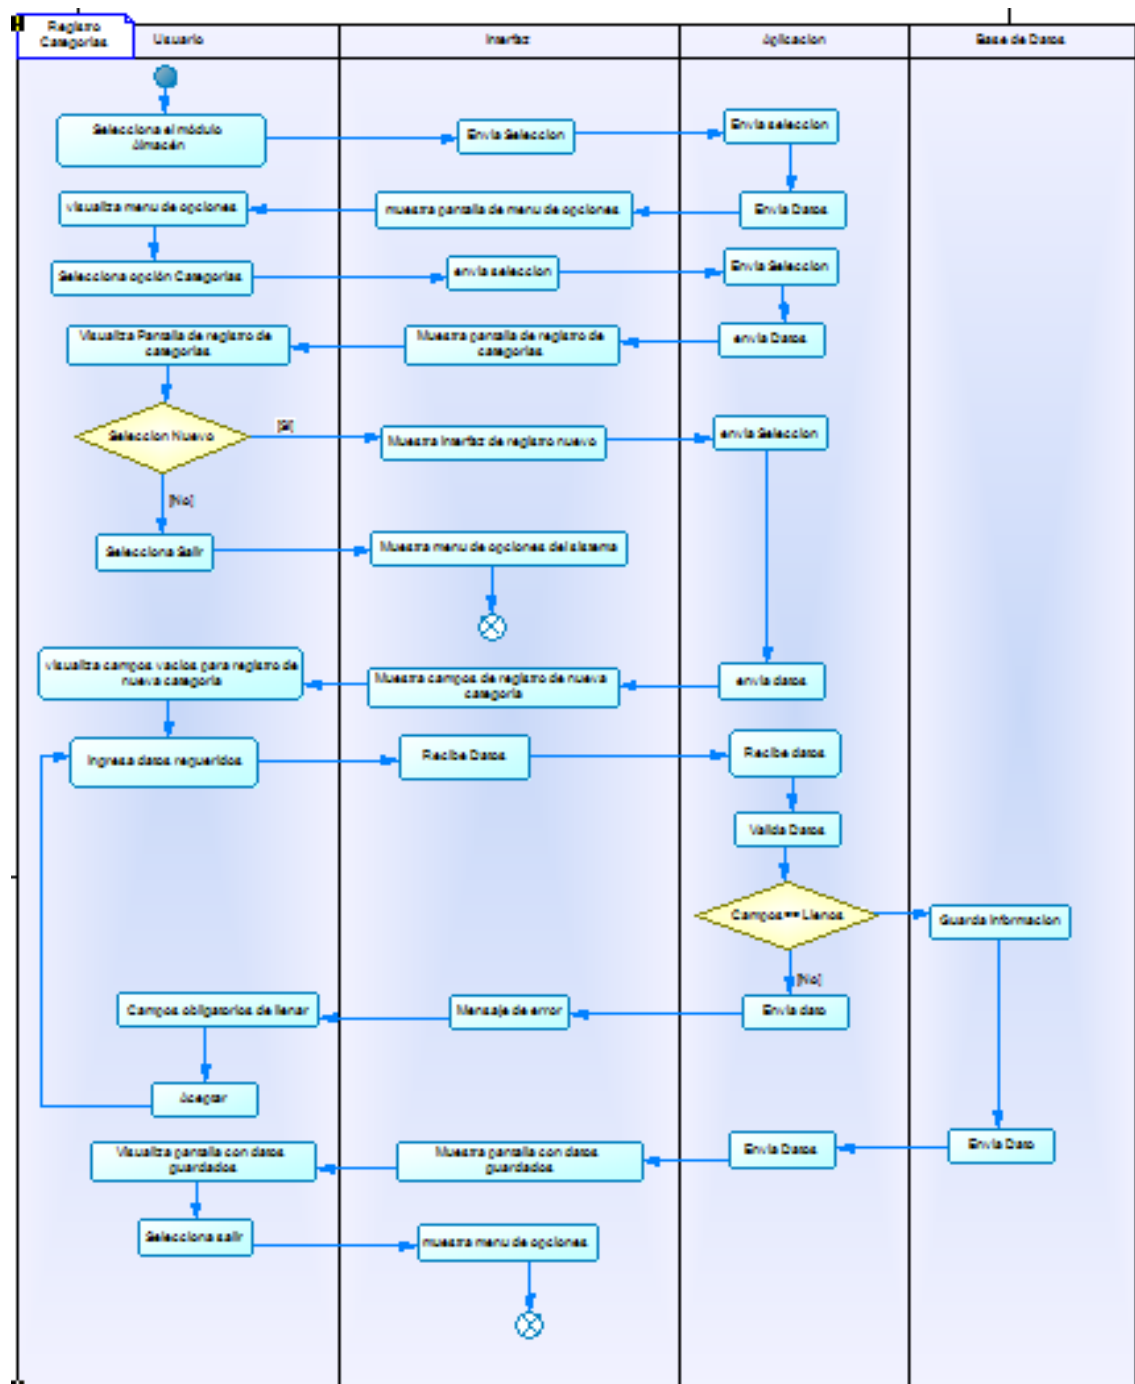 Registro
Categorías
Usuario
Interfaz
Aplicacion
Base de Datos
Selecciona el módulo
Almacén
Envia Seleccion
Envia seleccion
visualiza menu de opciones
muestra pantalla de menu de opciones
Envia Datos
Selecciona opción Categorías
envia seleccion
Envia Seleccion
Visualiza Pantalla de registro de
categorías
Muestra pantalla de registro de
categorías
envia Datos
Seleccion Nuevo
[Si]
Muestra interfaz de registro nuevo
envia Seleccion
[No]
Selecciona Salir
Muestra menu de opciones del sistema
visualiza campos vacios para registro de
nueva categoría
Muestra campos de registro de nueva
categoría
envia datos
Ingresa datos requeridos
Recibe Datos
Recibe datos
Valida Datos
Campos == Llenos
Guarda Informacion
[No]
Campos obligatorios de llenar
Mensaje de error
Envia dato
Aceptar
Visualiza pantalla con datos
guardados
Muestra pantalla con datos
guardados
Envia Datos
Envia Dato
Selecciona salir
muestra menu de opciones